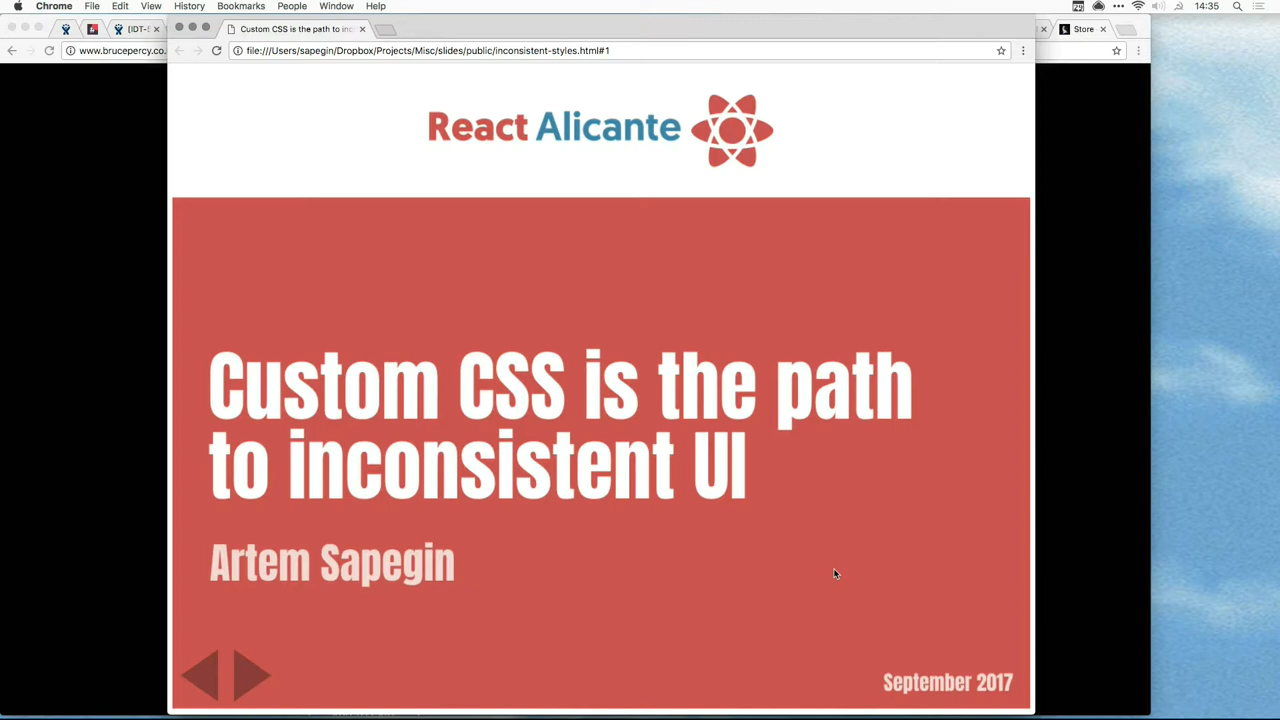 Chrome File Edit View History Bookmarks People Window Help 14:35
[IDT- Custom CSS is the path to Store
www.brucepercy.co. file:///Users/sapegin/Dropbox/Projects/Misc/slides/public/inconsistent-styles.html#1
React Alicante
Custom CSS is the path
to inconsistent UI
Artem Sapegin
September 2017